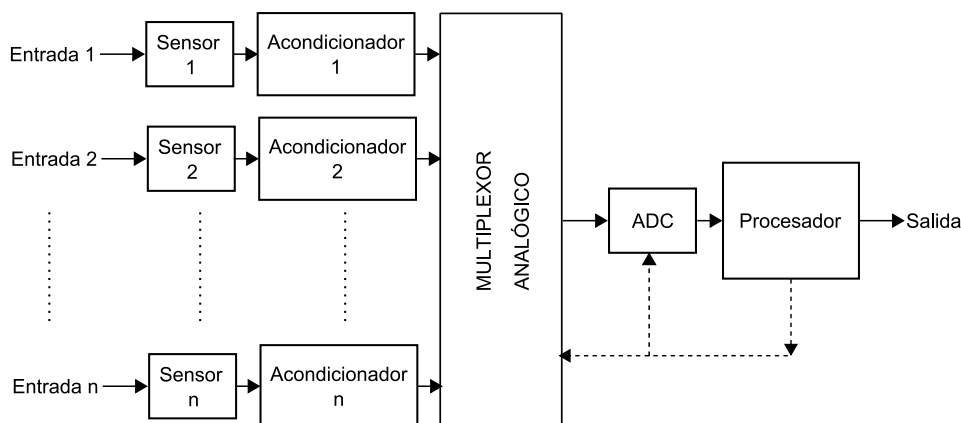 Entrada 1
Sensor
1
Acondicionador
1
Entrada 2
Sensor
2
Acondicionador
2
MULTIPLEXOR
ANALÓGICO
ADC
Procesador
Salida
Entrada n
Sensor
n
Acondicionador
n